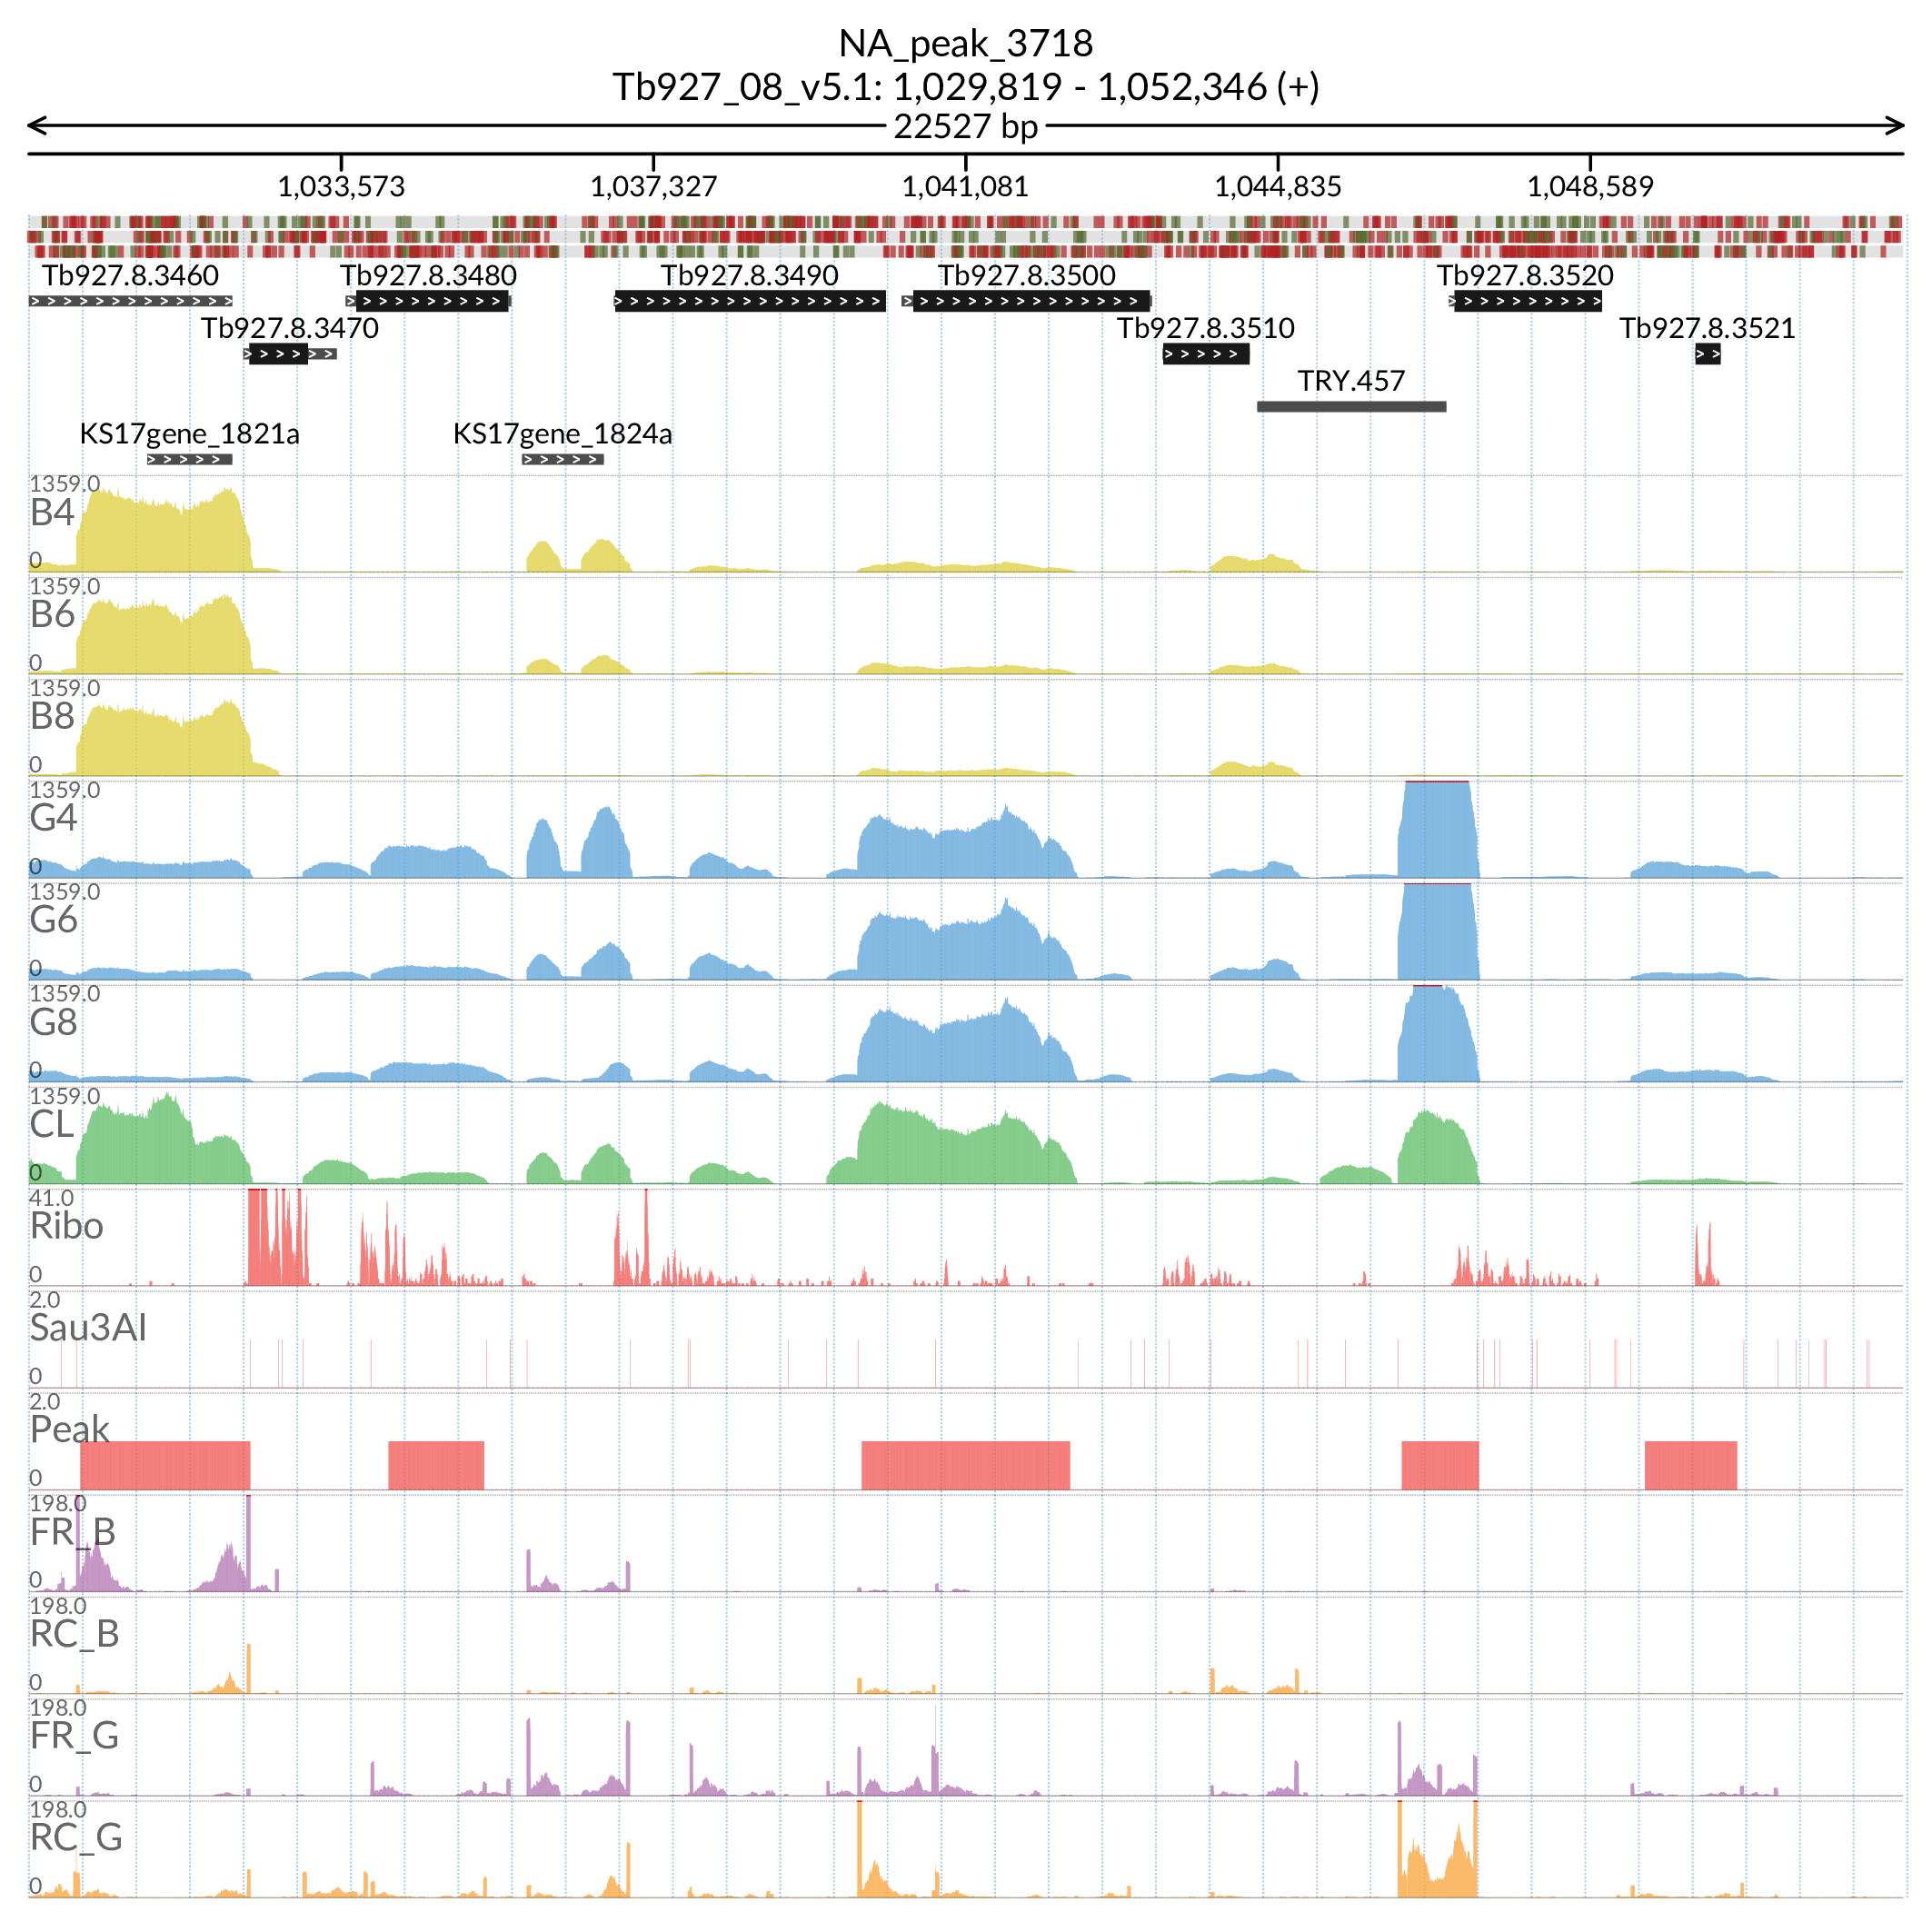 NA_peak_3718
Tb927_08_v5.1: 1,029,819 - 1,052,346 (+)
22527 bp
1,033,573 1,037,327 1,041,081 1,044,835 1,048,589
Tb927.8.3460 Tb927.8.3480 Tb927.8.3490 Tb927.8.3500 Tb927.8.3520
Tb927.8.3470 Tb927.8.3510 Tb927.8.3521
TRY.457
KS17gene_1821a KS17gene_1824a
1359.0
B4
0
1359.0
B6
0
1359.0
B8
0
1359.0
G4
0
1359.0
G6
0
1359.0
G8
0
1359.0
CL
0
41.0
Ribo
0
2.0
Sau3AI
0
2.0
Peak
0
198.0
FR_B
0
198.0
RC_B
0
198.0
FR_G
0
198.0
RC_G
0